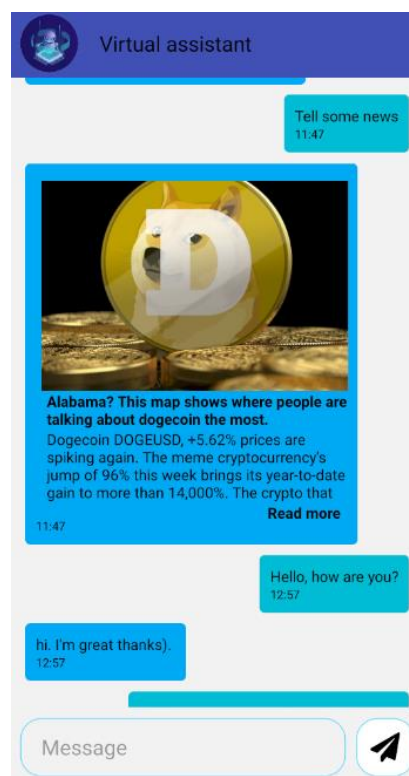 Virtual assistant
Tell some news
11:47
D
Alabama? This map shows where people are
talking about dogecoin the most.
Dogecoin DOGEUSD, +5.62% prices are
spiking again. The meme cryptocurrency's
jump of 96% this week brings its year-to-date
gain to more than 14,000%. The crypto that
Read more
11:47
Hello, how are you?
12:57
hi. I'm great thanks).
12:57
Message